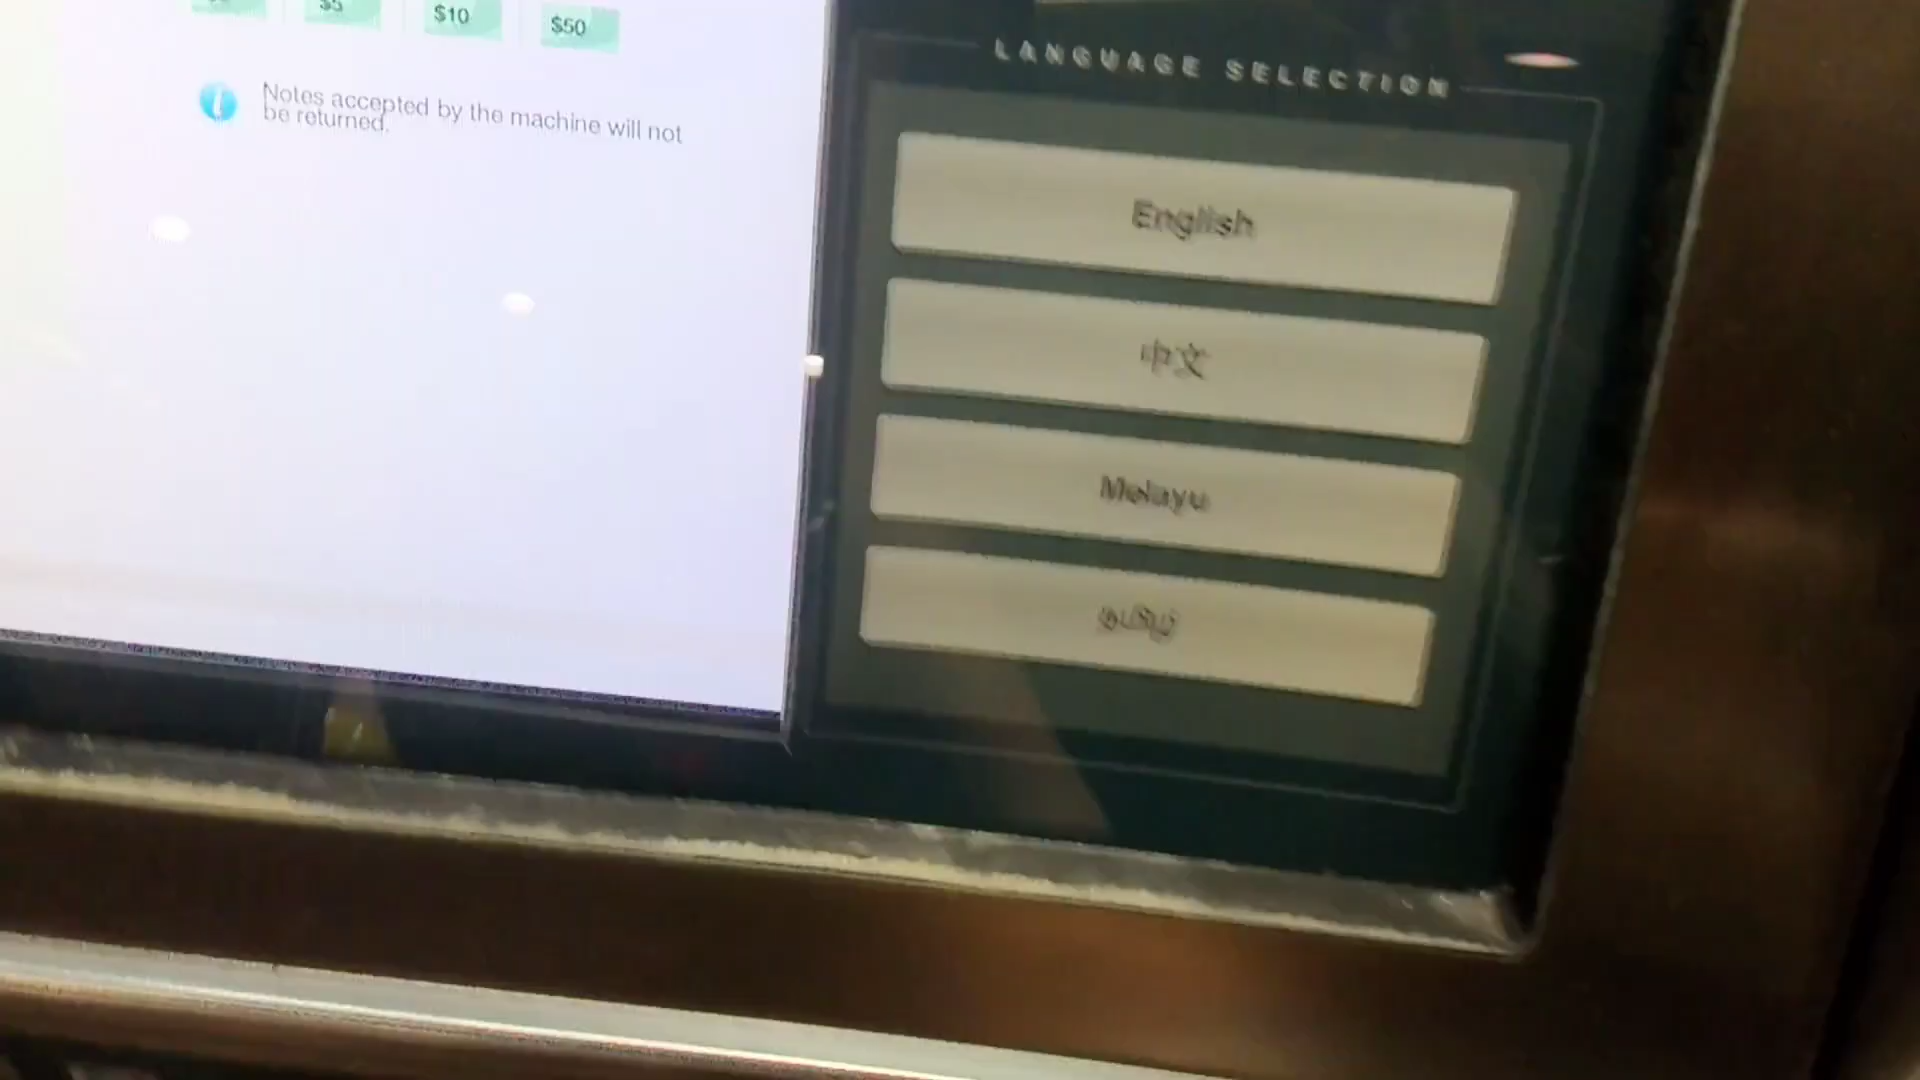 $5
$10
$50
Notes accepted by the machine will not
be returned.
LANGUAGE SELECTION
English
中文
Melayu
தமிழ்